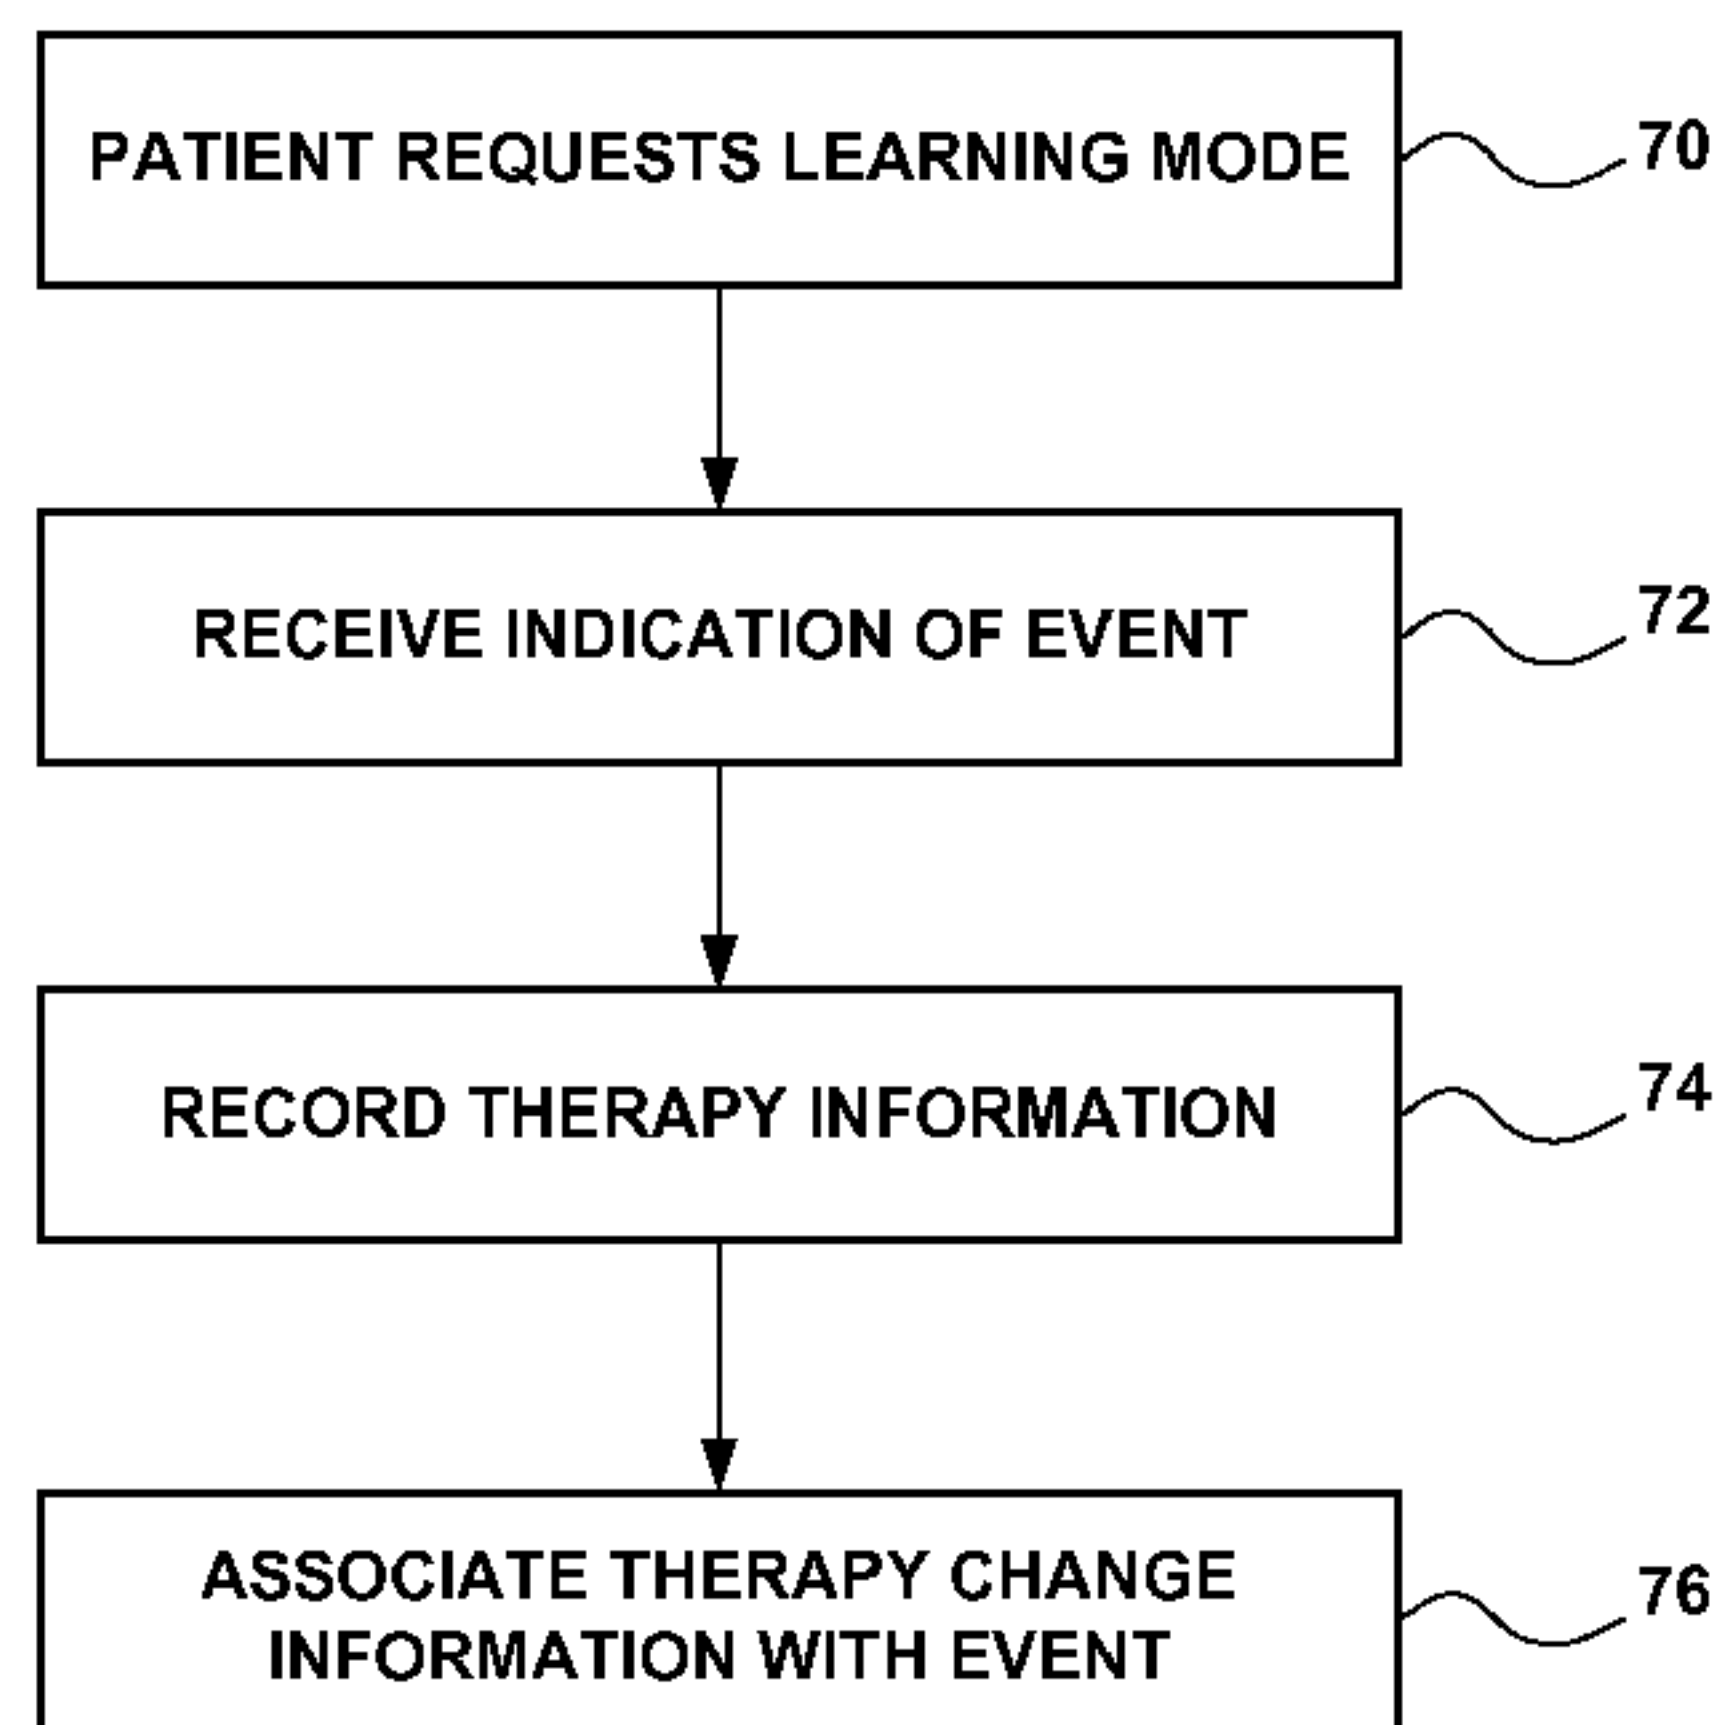 PATIENT REQUESTS LEARNING MODE
70
RECEIVE INDICATION OF EVENT
72
RECORD THERAPY INFORMATION
74
ASSOCIATE THERAPY CHANGE
INFORMATION WITH EVENT
76